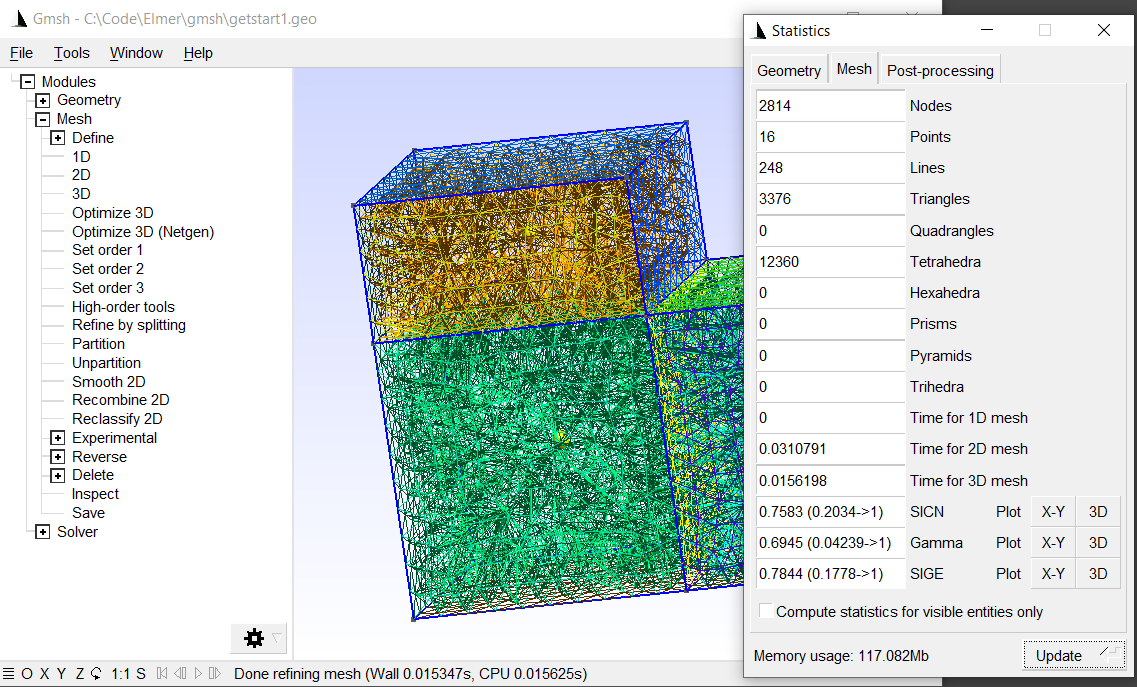 Gmsh - C:\Code\Elmer\gmsh\getstart1.geo
File Tools Window Help
Modules
Geometry
Mesh
Define
1D
2D
3D
Optimize 3D
Optimize 3D (Netgen)
Set order 1
Set order 2
Set order 3
High-order tools
Refine by splitting
Partition
Unpartition
Smooth 2D
Recombine 2D
Reclassify 2D
Experimental
Reverse
Delete
Inspect
Save
Solver
O X Y Z 1:1 S Done refining mesh (Wall 0.015347s, CPU 0.015625s)
Statistics
Geometry Mesh Post-processing
2814 Nodes
16 Points
248 Lines
3376 Triangles
0 Quadrangles
12360 Tetrahedra
0 Hexahedra
0 Prisms
0 Pyramids
0 Trihedra
0 Time for 1D mesh
0.0310791 Time for 2D mesh
0.0156198 Time for 3D mesh
0.7583 (0.2034->1) SICN Plot X-Y 3D
0.6945 (0.04239->1) Gamma Plot X-Y 3D
0.7844 (0.1778->1) SIGE Plot X-Y 3D
Compute statistics for visible entities only
Memory usage: 117.082Mb Update